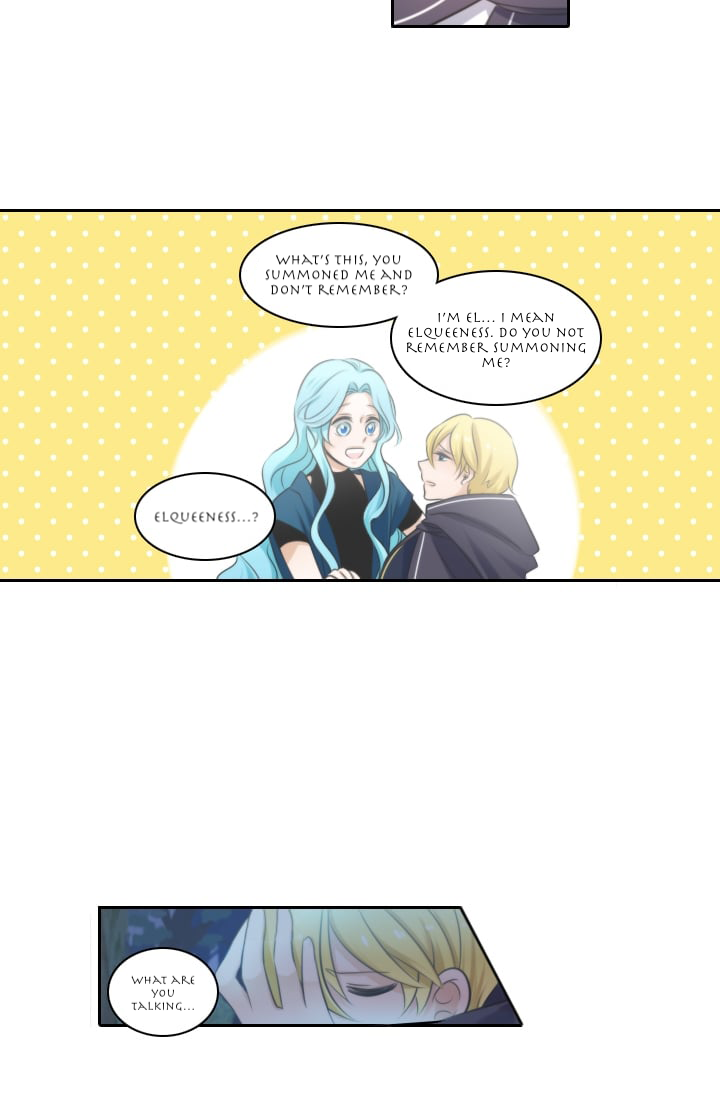 What's this, you
summoned me and
don't remember?
I'm El... I mean
Elqueeness. Do you not
remember summoning
me?
Elqueeness...?
What are
you
talking...